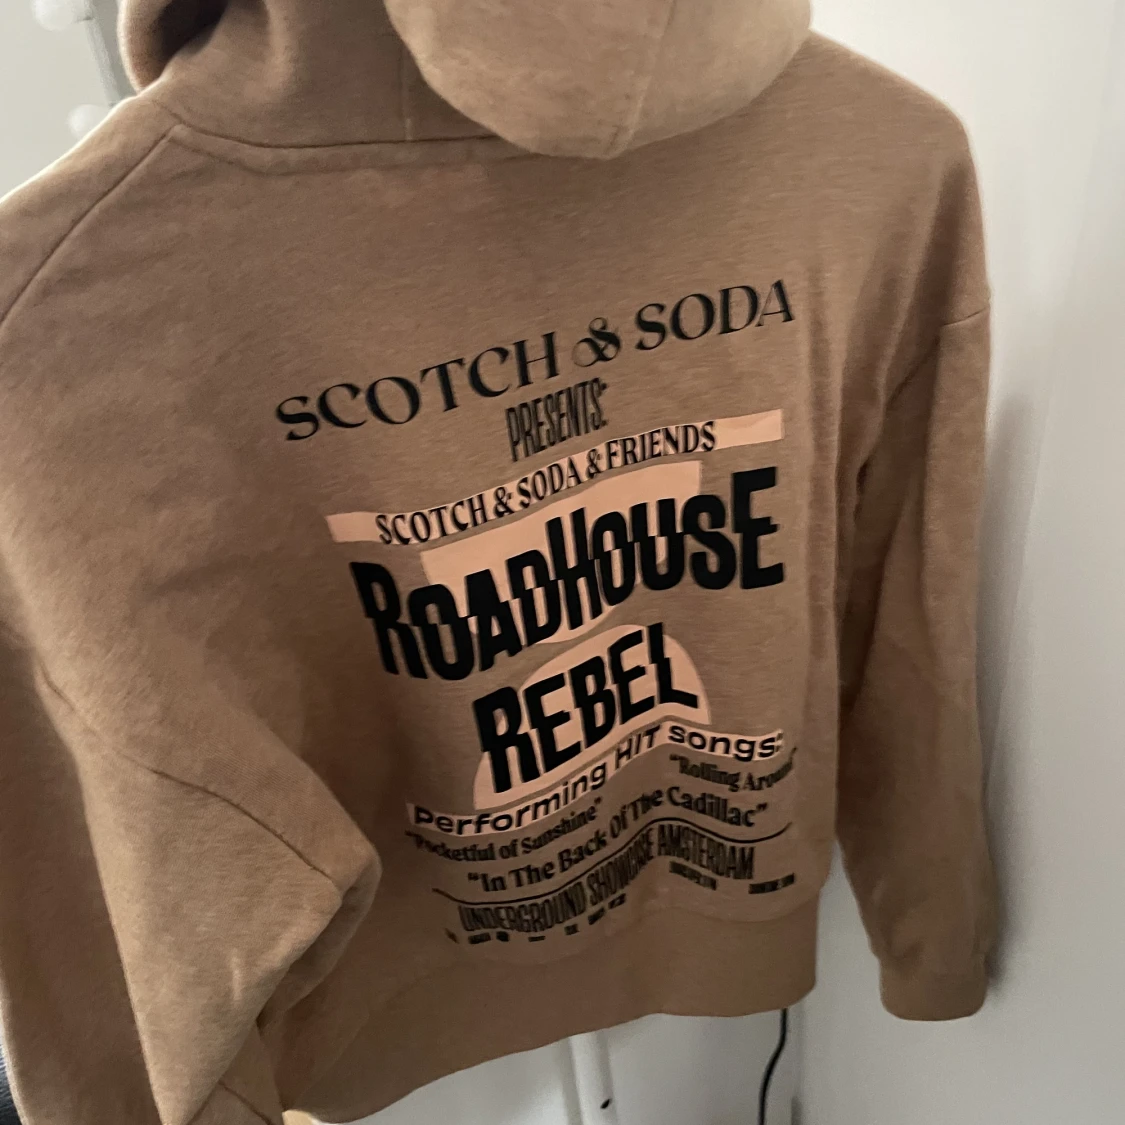 SCOTCH & SODA
PRESENTS:
SCOTCH & SODA & FRIENDS
ROADHOUSE
REBEL
performing HIT songs:
"Pocketful of Sunshine" "Rolling Around"
"In The Back Of The Cadillac"
UNDERGROUND SHOWCASE AMSTERDAM